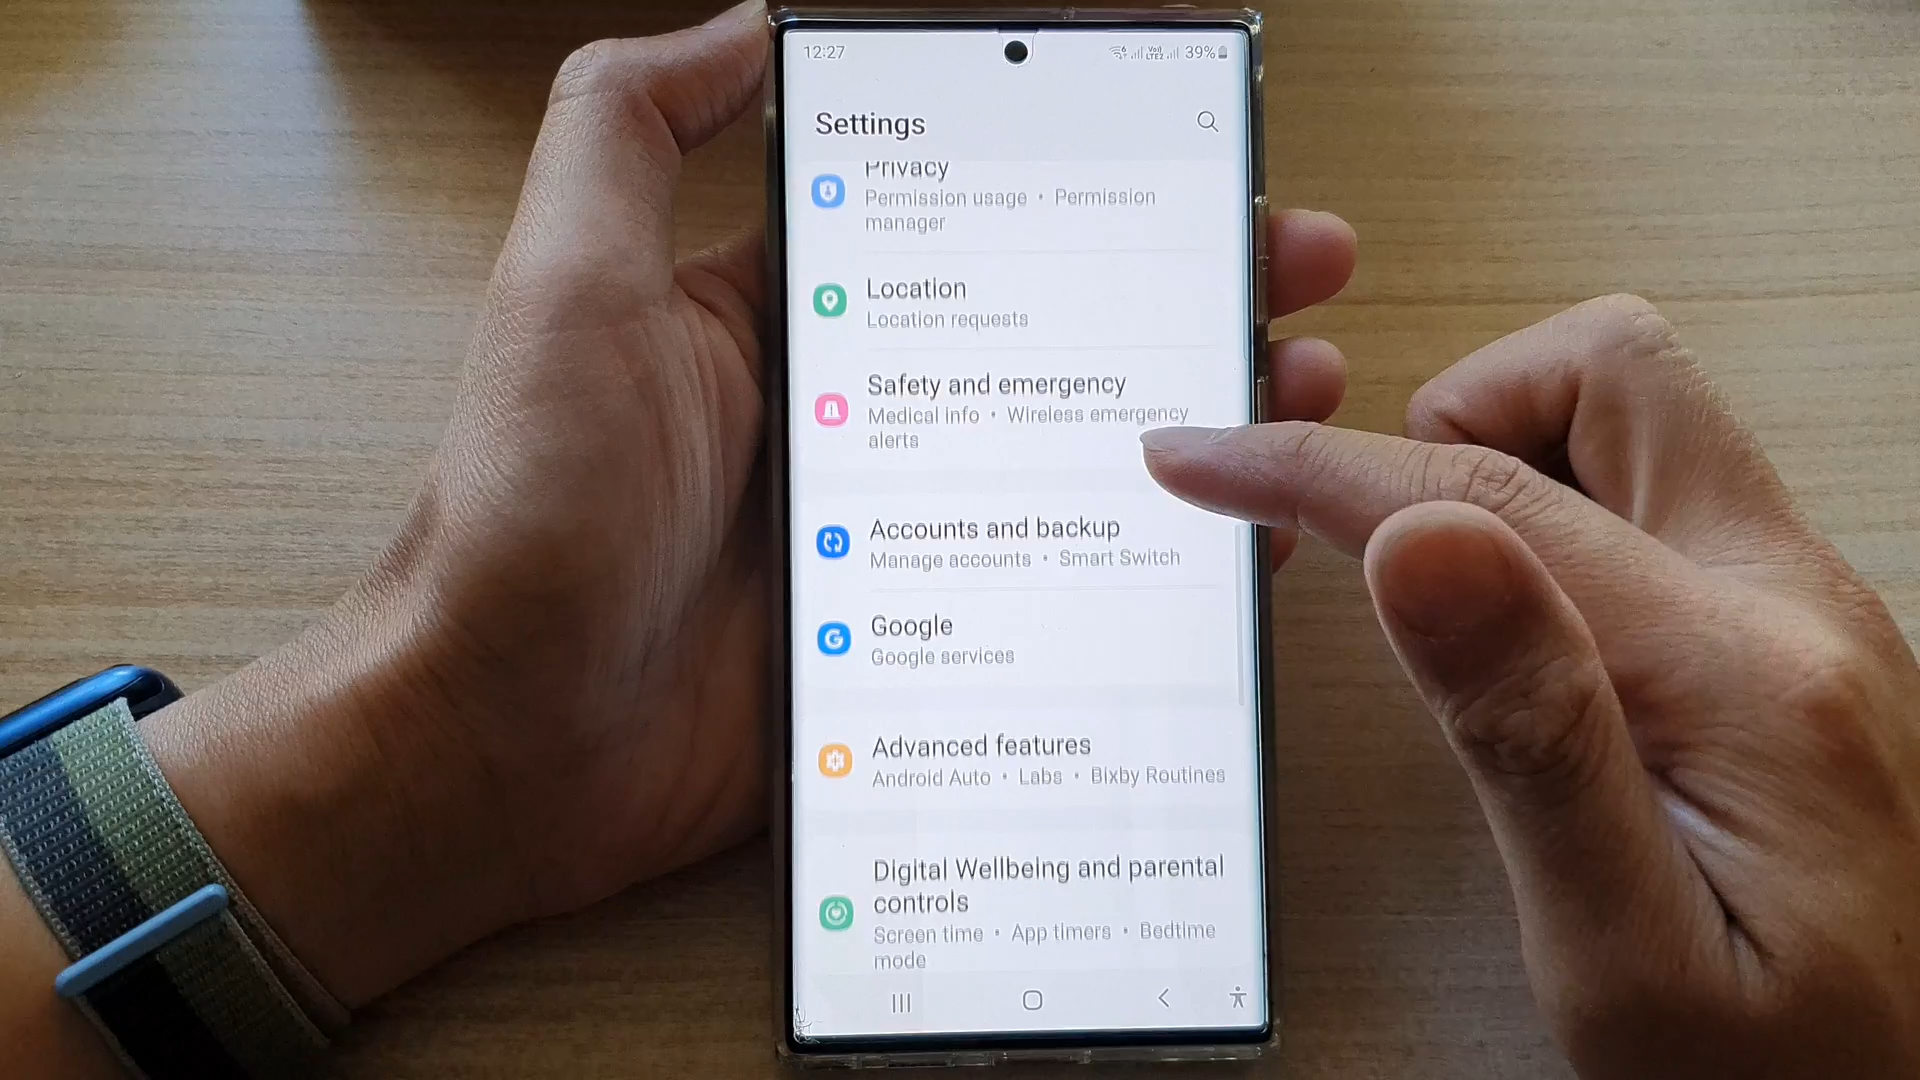 12:27
Vo)) LTE2 39%
Settings
Privacy
Permission usage • Permission
manager
Location
Location requests
Safety and emergency
Medical info • Wireless emergency
alerts
Accounts and backup
Manage accounts • Smart Switch
Google
Google services
Advanced features
Android Auto • Labs • Bixby Routines
Digital Wellbeing and parental
controls
Screen time • App timers • Bedtime
mode